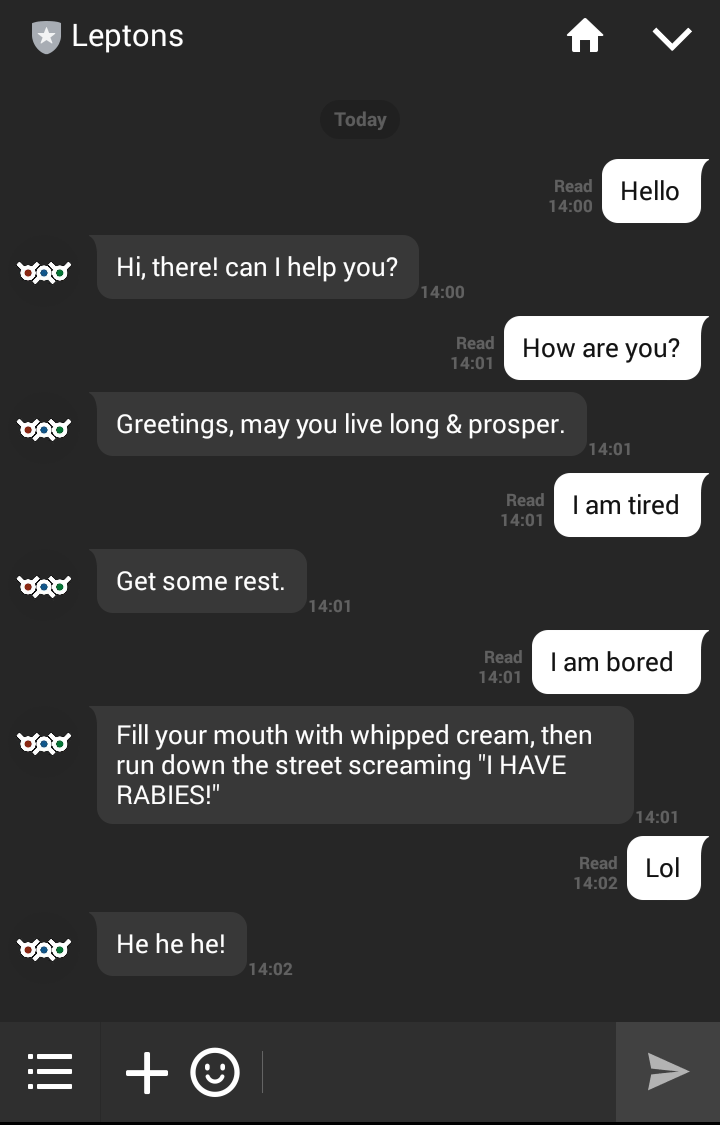 Leptons
Today
Read
14:00
Hello
Hi, there! can I help you?
14:00
Read
14:01
How are you?
Greetings, may you live long & prosper.
14:01
Read
14:01
I am tired
Get some rest.
14:01
Read
14:01
I am bored
Fill your mouth with whipped cream, then
run down the street screaming "I HAVE
RABIES!"
14:01
Read
14:02
Lol
He he he!
14:02